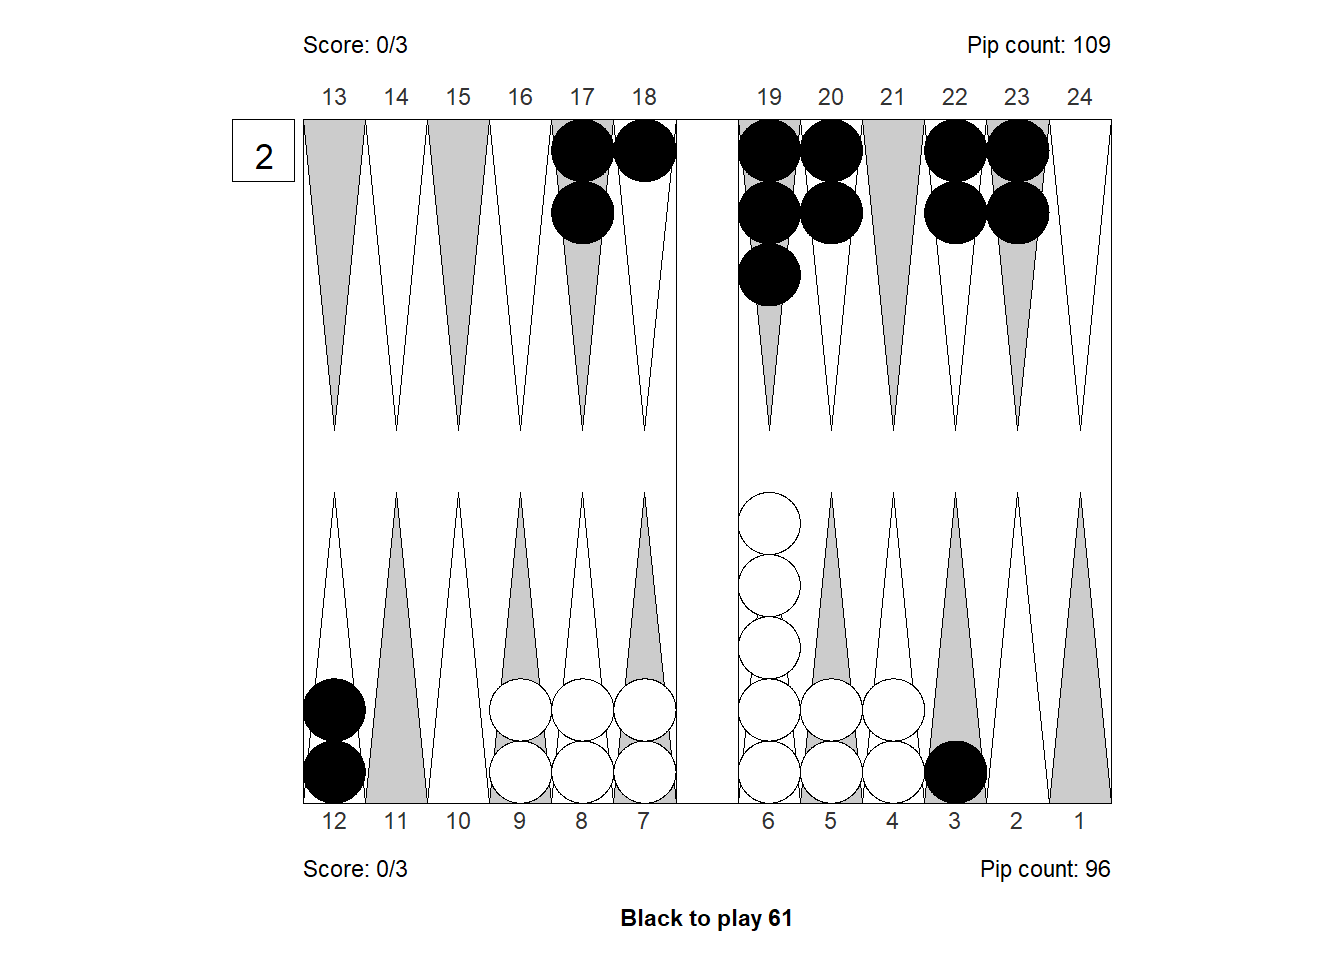 Score: 0/3 Pip count: 109
13 14 15 16 17 18 19 20 21 22 23 24
2
12 11 10 9 8 7 6 5 4 3 2 1
Score: 0/3 Pip count: 96
Black to play 61